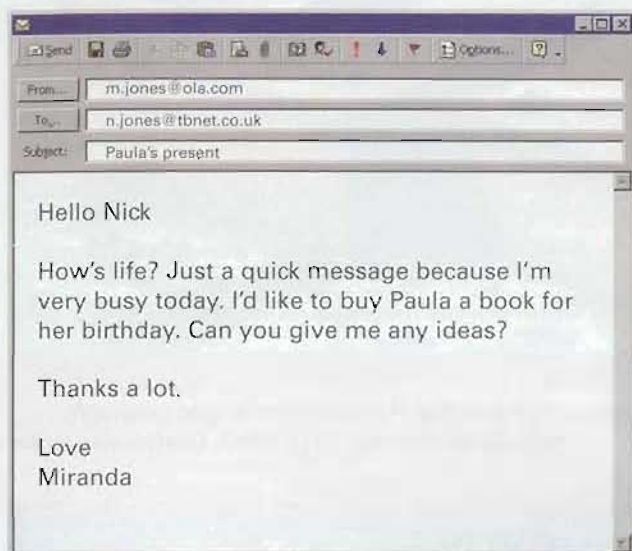 Send
Options...
From...
m.jones@ola.com
To...
n.jones@tbnet.co.uk
Subject:
Paula's present
Hello Nick
How's life? Just a quick message because I'm
very busy today. I'd like to buy Paula a book for
her birthday. Can you give me any ideas?
Thanks a lot.
Love
Miranda